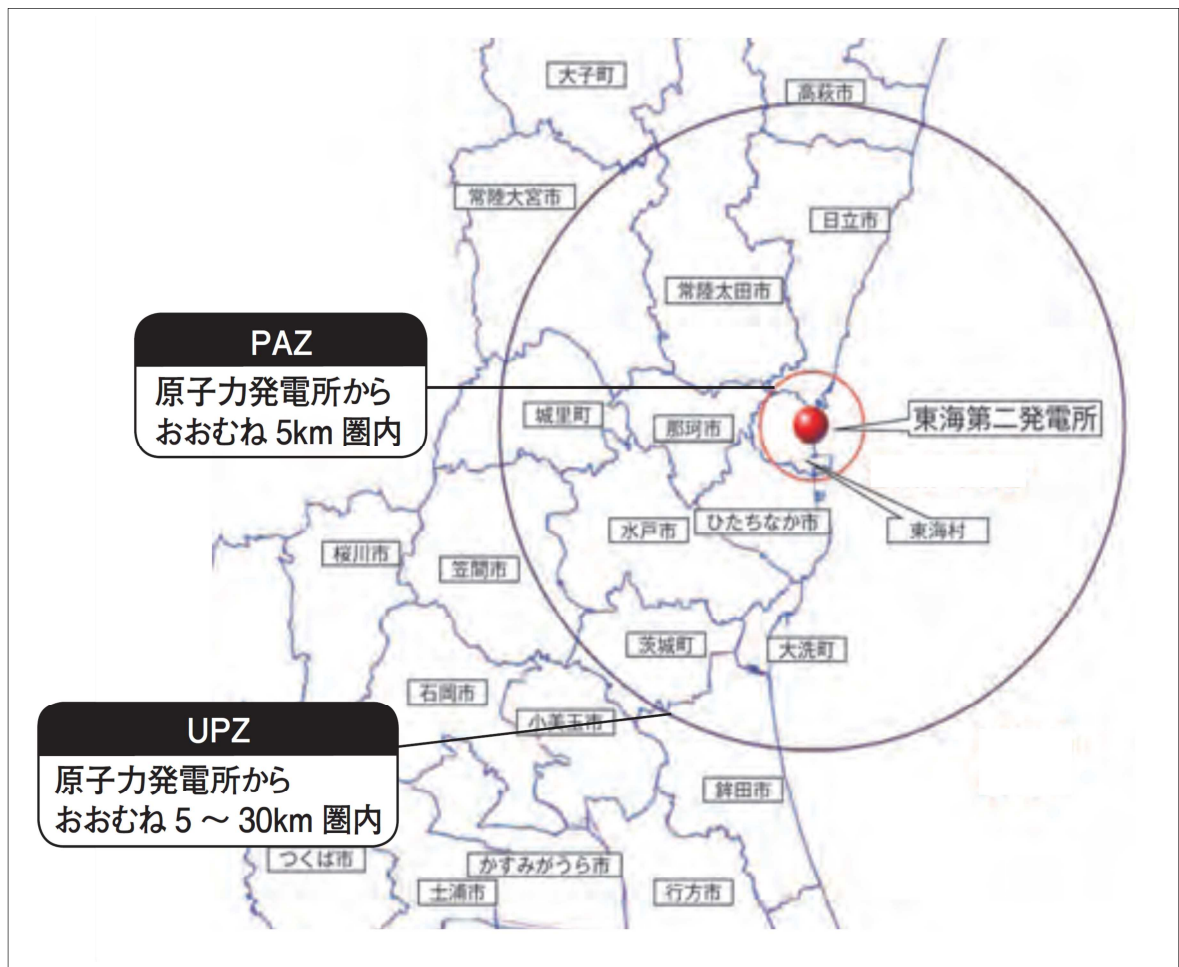 大子町
高萩市
常陸大宮市
日立市
常陸太田市
PAZ
原子力発電所から
おおむね 5km 圏内
城里町
那珂市
東海第二発電所
水戸市
ひたちなか市
東海村
桜川市
笠間市
茨城町
大洗町
石岡市
小美玉市
UPZ
原子力発電所から
おおむね 5 ~ 30km 圏内
鉾田市
つくば市
かすみがうら市
土浦市
行方市